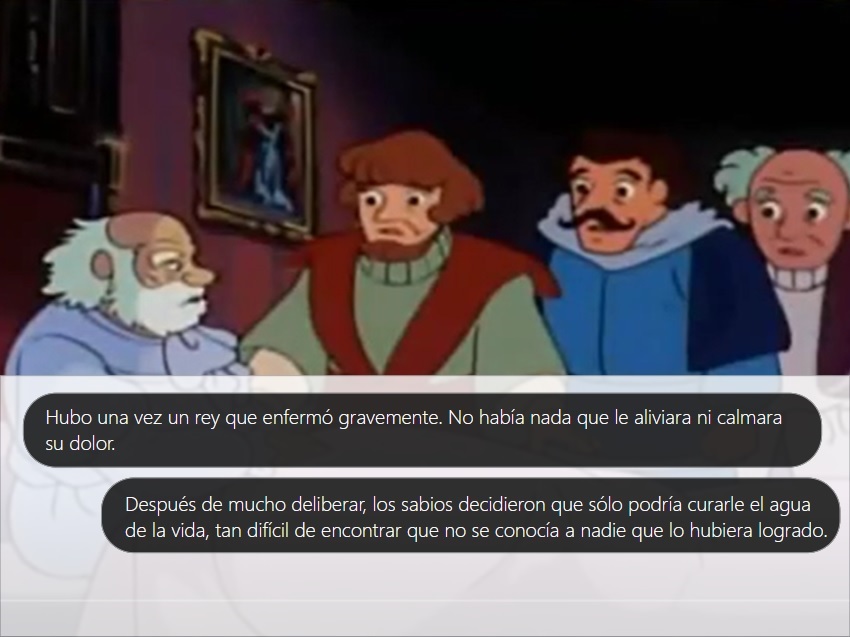 Hubo una vez un rey que enfermó gravemente. No había nada que le aliviara ni calmara
su dolor.
Después de mucho deliberar, los sabios decidieron que sólo podría curarle el agua
de la vida, tan difícil de encontrar que no se conocía a nadie que lo hubiera logrado.